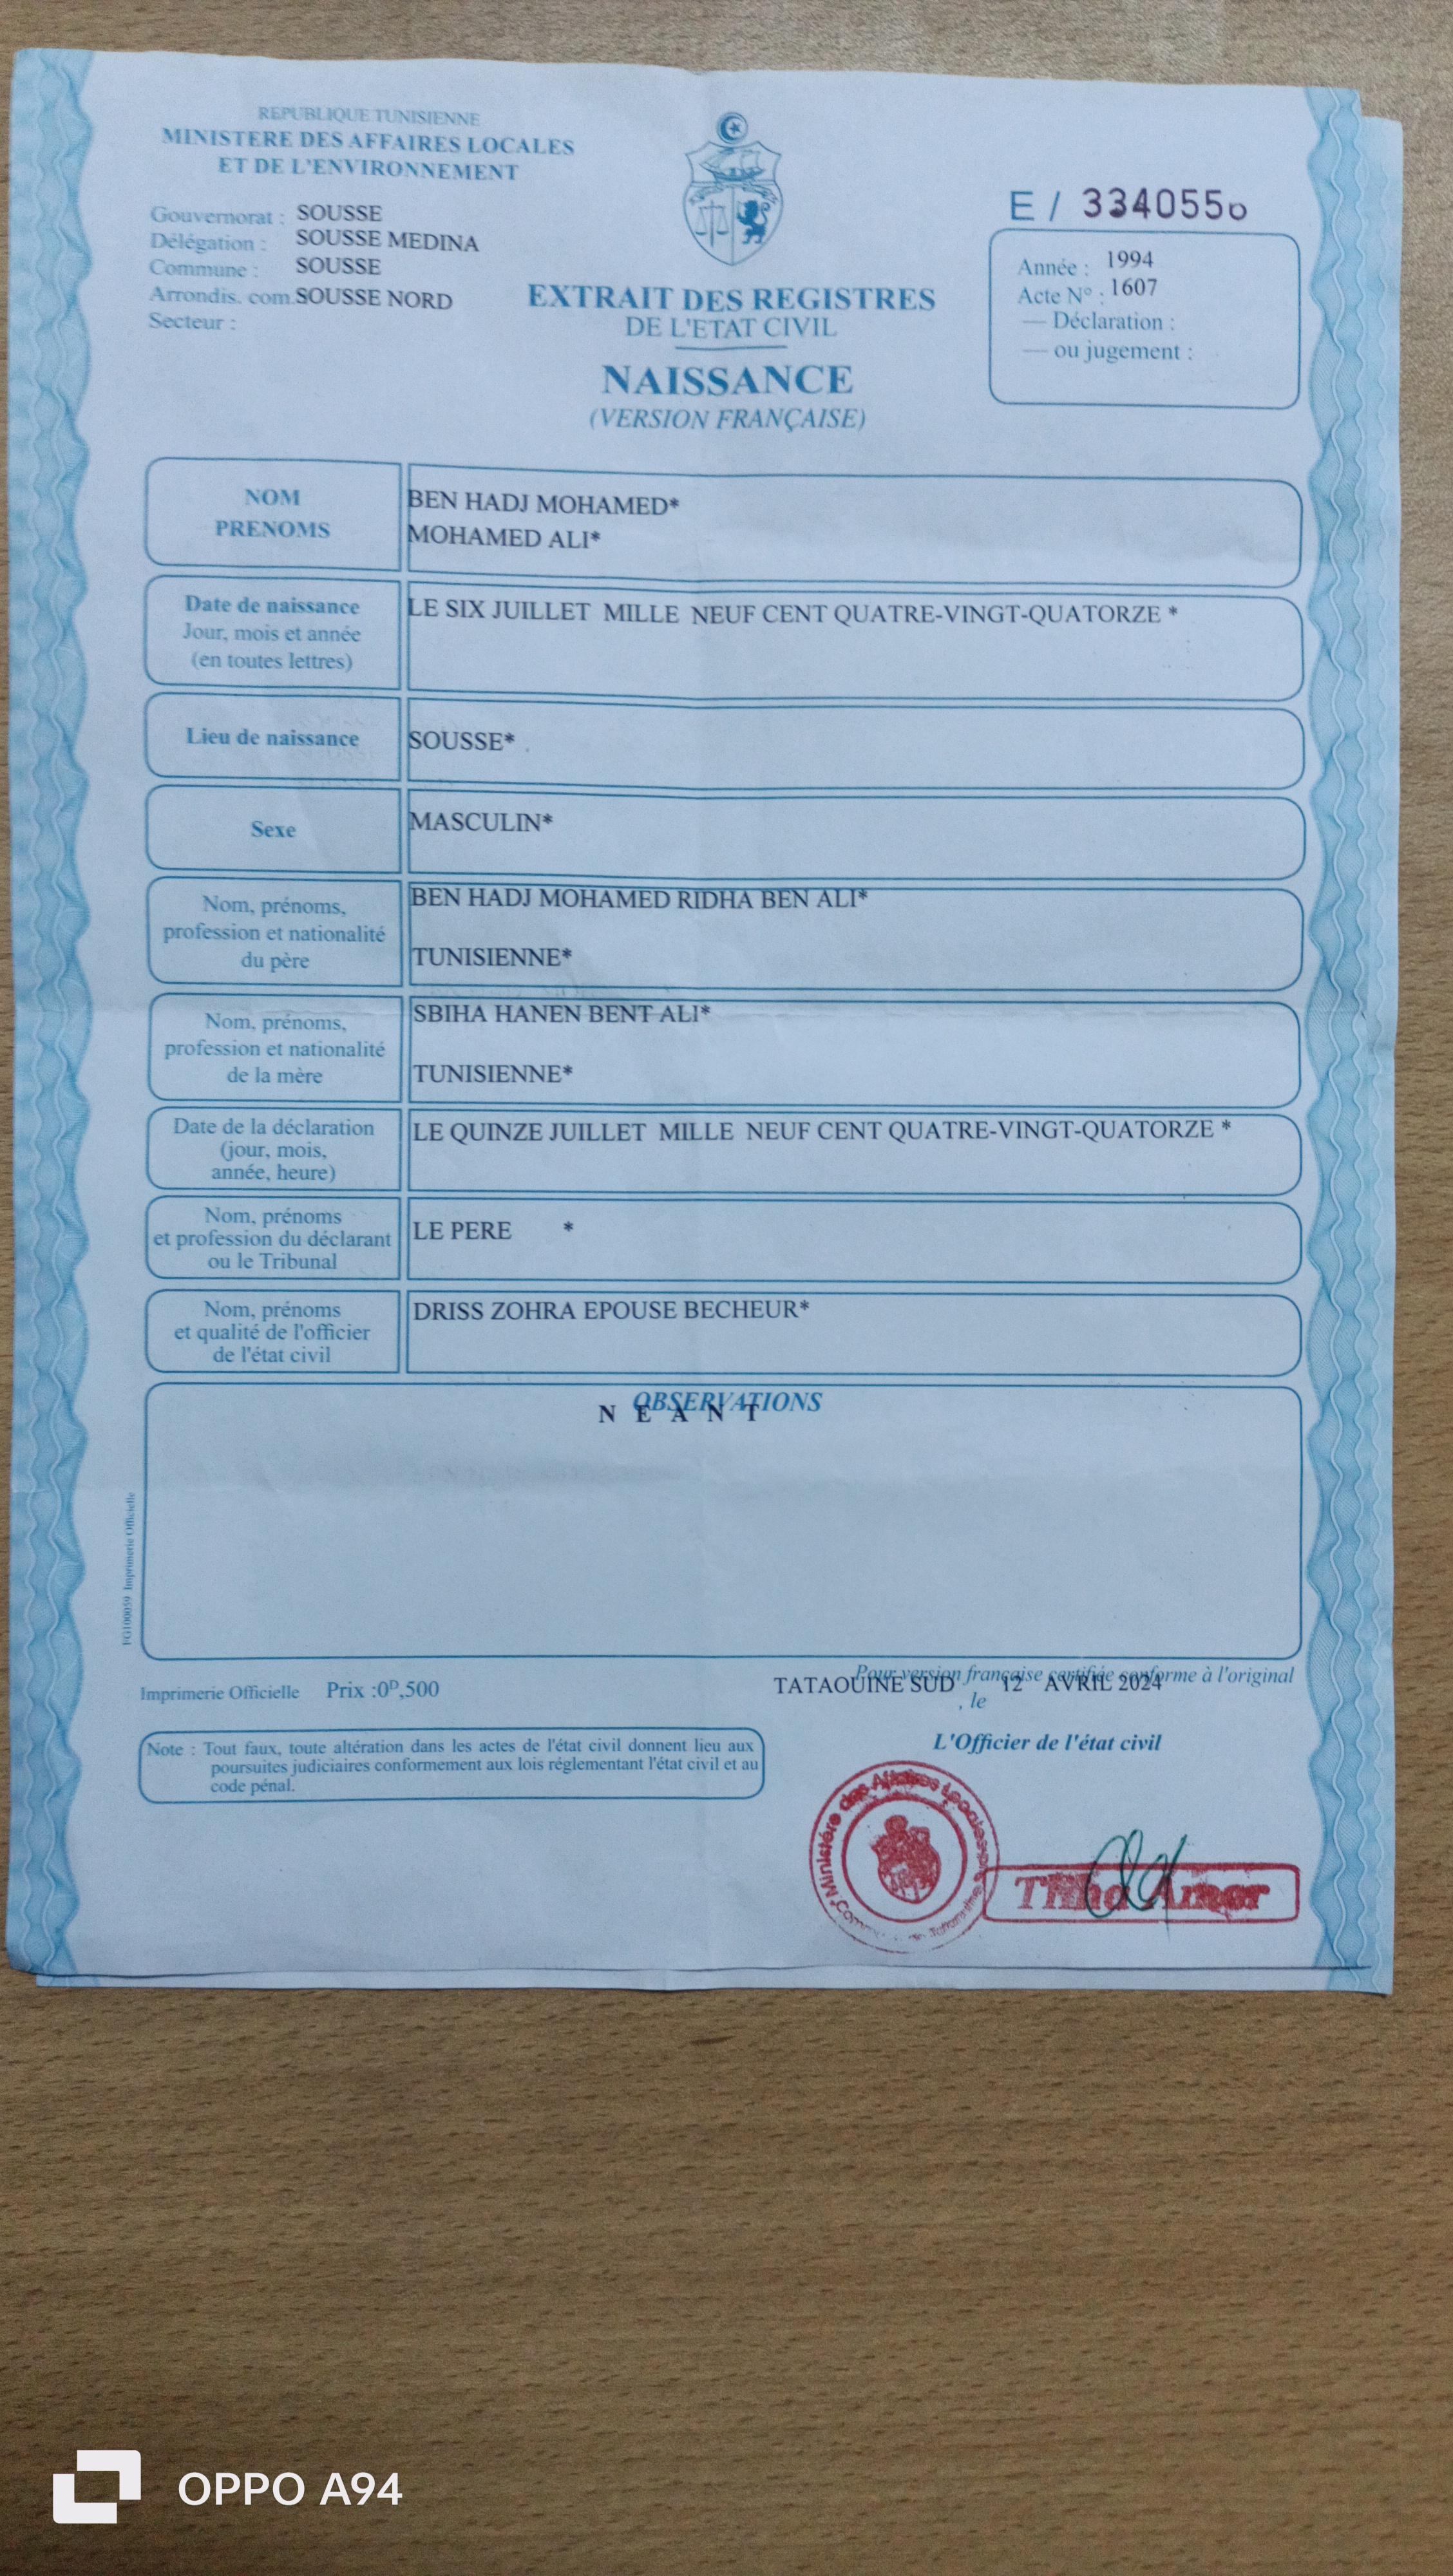 REPUBLIQUE TUNISIENNE
MINISTERE DES AFFAIRES LOCALES
ET DE L'ENVIRONNEMENT
Gouvernorat : SOUSSE
Délégation : SOUSSE MEDINA
Commune : SOUSSE
Arrondis. com. SOUSSE NORD
Secteur :
EXTRAIT DES REGISTRES
DE L'ETAT CIVIL
NAISSANCE
(VERSION FRANÇAISE)
E / 3340550
Année : 1994
Acte N° : 1607
— Déclaration :
— ou jugement :
NOM
PRENOMS
BEN HADJ MOHAMED*
MOHAMED ALI*
Date de naissance
Jour, mois et année
(en toutes lettres)
LE SIX JUILLET MILLE NEUF CENT QUATRE-VINGT-QUATORZE *
Lieu de naissance
SOUSSE*
Sexe
MASCULIN*
Nom, prénoms,
profession et nationalité
du père
BEN HADJ MOHAMED RIDHA BEN ALI*
TUNISIENNE*
Nom, prénoms,
profession et nationalité
de la mère
SBIHA HANEN BENT ALI*
TUNISIENNE*
Date de la déclaration
(jour, mois,
année, heure)
LE QUINZE JUILLET MILLE NEUF CENT QUATRE-VINGT-QUATORZE *
Nom, prénoms
et profession du déclarant
ou le Tribunal
LE PERE *
Nom, prénoms
et qualité de l'officier
de l'état civil
DRISS ZOHRA EPOUSE BECHEUR*
OBSERVATIONS
N E A N T
FG100059 Imprimerie Officielle
Imprimerie Officielle Prix :0ᴰ,500
Pour version française certifiée conforme à l'original
TATAOUINE SUD , le 12 AVRIL 2024
L'Officier de l'état civil
Note : Tout faux, toute altération dans les actes de l'état civil donnent lieu aux
poursuites judiciaires conformement aux lois réglementant l'état civil et au
code pénal.
Ministère des Affaires Locales
Amor
OPPO A94